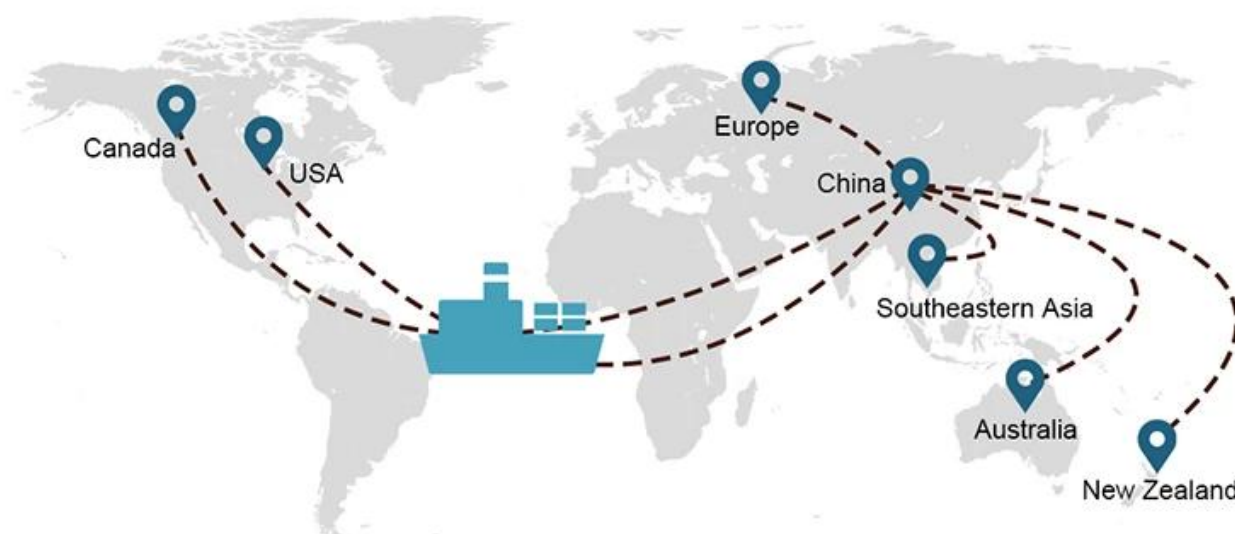 Canada
USA
Europe
China
Southeastern Asia
Australia
New Zealand